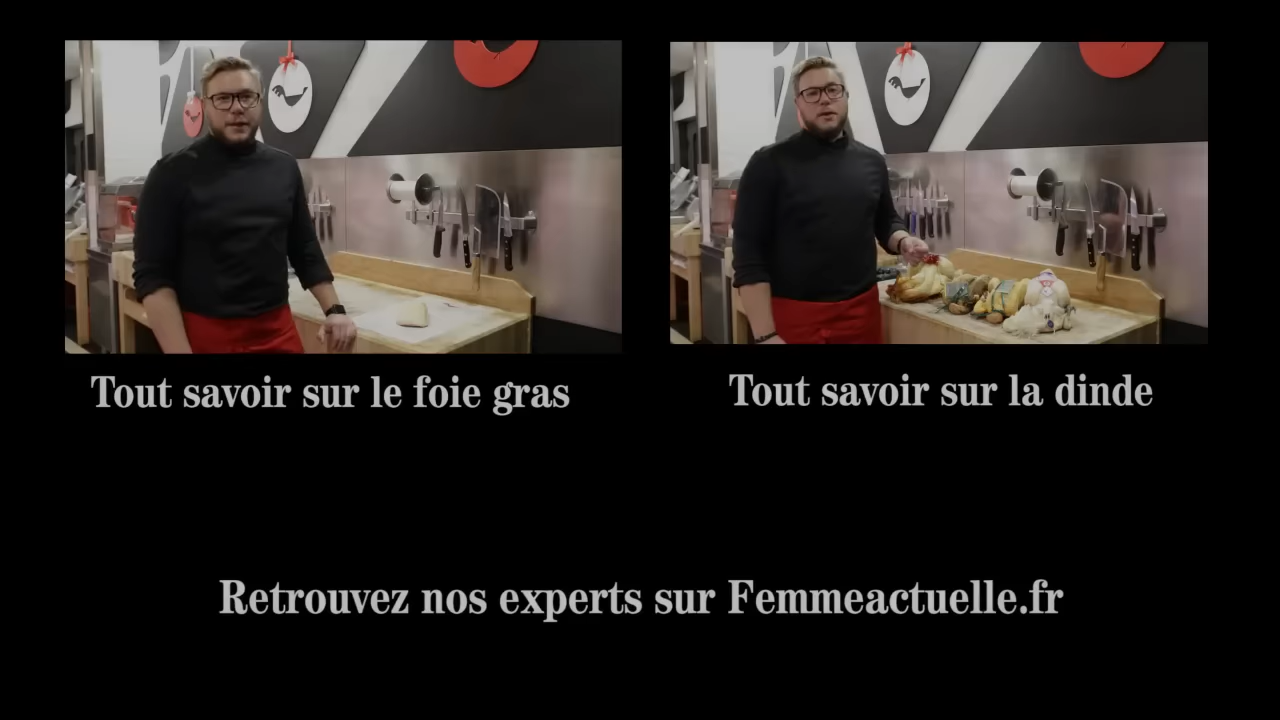 Tout savoir sur le foie gras
Tout savoir sur la dinde
Retrouvez nos experts sur Femmeactuelle.fr